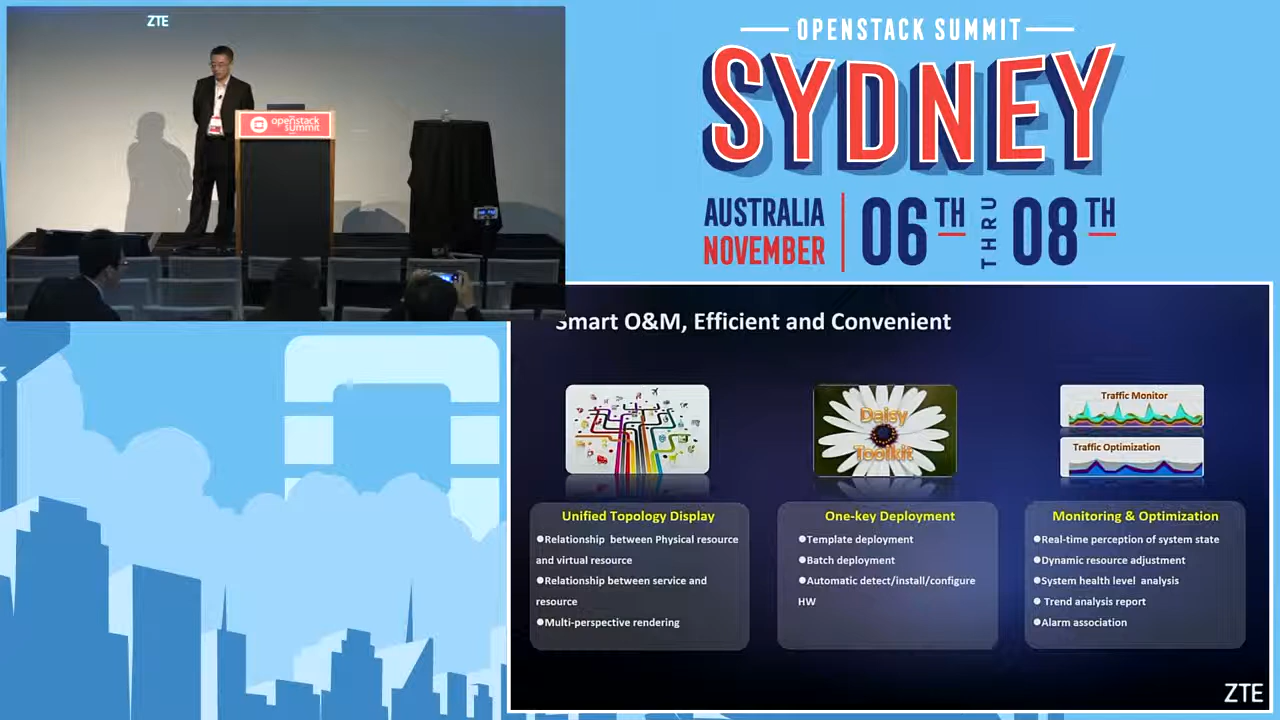 ZTE
openstack
summit
OPENSTACK SUMMIT
SYDNEY
AUSTRALIA
NOVEMBER
06TH THRU 08TH
Smart O&M, Efficient and Convenient
Daisy
Toolkit
Traffic Monitor
Traffic Optimization
Unified Topology Display
●Relationship between Physical resource
and virtual resource
●Relationship between service and
resource
●Multi-perspective rendering
One-key Deployment
●Template deployment
●Batch deployment
●Automatic detect/install/configure
HW
Monitoring & Optimization
●Real-time perception of system state
●Dynamic resource adjustment
●System health level analysis
● Trend analysis report
●Alarm association
ZTE